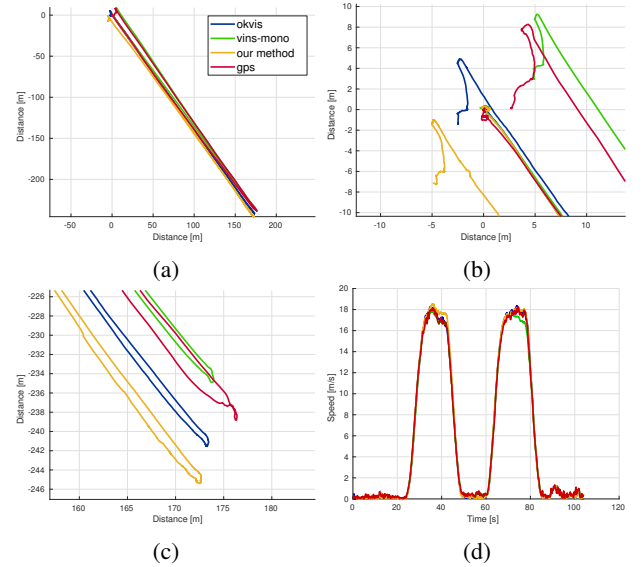 0
-50
-100
-150
-200
Distance [m]
-50 0 50 100 150 200
Distance [m]
okvis
vins-mono
our method
gps
(a)
10
8
6
4
2
0
-2
-4
-6
-8
-10
Distance [m]
-10 -5 0 5 10
Distance [m]
(b)
-226
-228
-230
-232
-234
-236
-238
-240
-242
-244
-246
Distance [m]
160 165 170 175 180
Distance [m]
(c)
20
18
16
14
12
10
8
6
4
2
0
Speed [m/s]
0 20 40 60 80 100 120
Time [s]
(d)